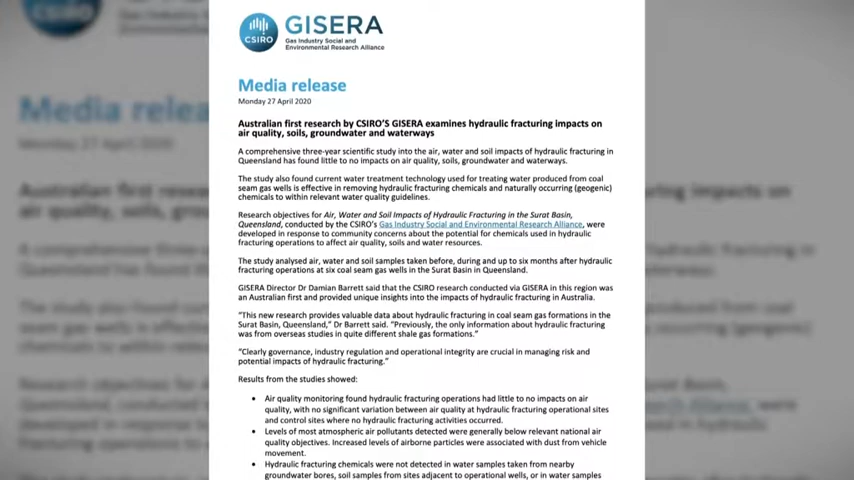 CSIRO
GISERA
Gas Industry Social and
Environmental Research Alliance
Media release
Monday 27 April 2020
Australian first research by CSIRO'S GISERA examines hydraulic fracturing impacts on
air quality, soils, groundwater and waterways
A comprehensive three-year scientific study into the air, water and soil impacts of hydraulic fracturing in
Queensland has found little to no impacts on air quality, soils, groundwater and waterways.
The study also found current water treatment technology used for treating water produced from coal
seam gas wells is effective in removing hydraulic fracturing chemicals and naturally occurring (geogenic)
chemicals to within relevant water quality guidelines.
Research objectives for Air, Water and Soil Impacts of Hydraulic Fracturing in the Surat Basin,
Queensland, conducted by the CSIRO's Gas Industry Social and Environmental Research Alliance, were
developed in response to community concerns about the potential for chemicals used in hydraulic
fracturing operations to affect air quality, soils and water resources.
The study analysed air, water and soil samples taken before, during and up to six months after hydraulic
fracturing operations at six coal seam gas wells in the Surat Basin in Queensland.
GISERA Director Dr Damian Barrett said that the CSIRO research conducted via GISERA in this region was
an Australian first and provided unique insights into the impacts of hydraulic fracturing in Australia.
"This new research provides valuable data about hydraulic fracturing in coal seam gas formations in the
Surat Basin, Queensland," Dr Barrett said. "Previously, the only information about hydraulic fracturing
was from overseas studies in quite different shale gas formations."
"Clearly governance, industry regulation and operational integrity are crucial in managing risk and
potential impacts of hydraulic fracturing."
Results from the studies showed:
• Air quality monitoring found hydraulic fracturing operations had little to no impacts on air
quality, with no significant variation between air quality at hydraulic fracturing operational sites
and control sites where no hydraulic fracturing activities occurred.
• Levels of most atmospheric air pollutants detected were generally below relevant national air
quality objectives. Increased levels of airborne particles were associated with dust from vehicle
movement.
• Hydraulic fracturing chemicals were not detected in water samples taken from nearby
groundwater bores, soil samples from sites adjacent to operational wells, or in water samples